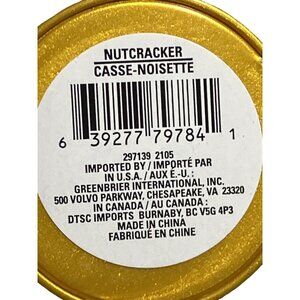 NUTCRACKER
CASSE-NOISETTE
6 39277 79784 1
297139 2105
IMPORTED BY / IMPORTÉ PAR
IN U.S.A. / AUX É.-U. :
GREENBRIER INTERNATIONAL, INC.
500 VOLVO PARKWAY, CHESAPEAKE, VA 23320
IN CANADA / AU CANADA :
DTSC IMPORTS BURNABY, BC V5G 4P3
MADE IN CHINA
FABRIQUÉ EN CHINE